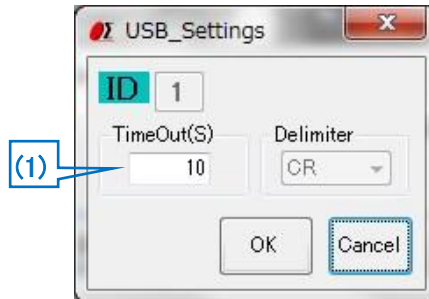 USB_Settings
ID 1
TimeOut(S) Delimiter
(1) 10 CR
OK Cancel